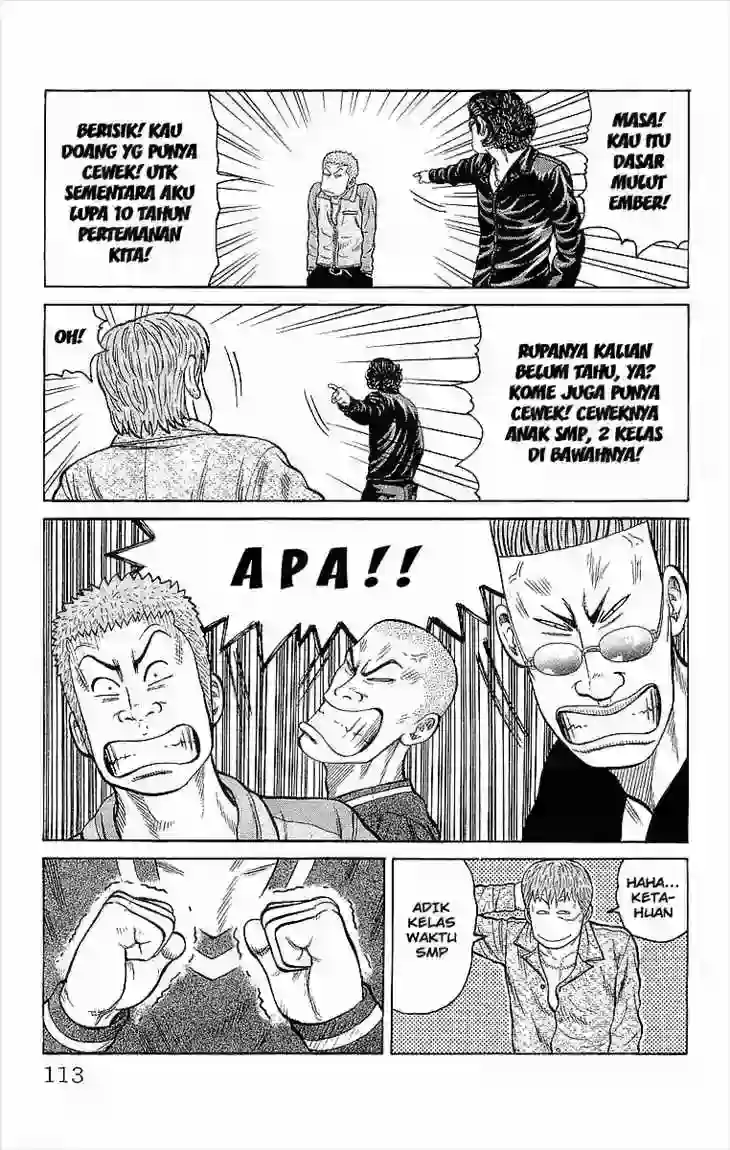 MASA!
KAU ITU
DASAR
MULUT
EMBER!
BERISIK! KAU
DOANG YG PUNYA
CEWEK! UTK
SEMENTARA AKU
LUPA 10 TAHUN
PERTEMANAN
KITA!
RUPANYA KALIAN
BELUM TAHU, YA?
KOME JUGA PUNYA
CEWEK! CEWEKNYA
ANAK SMP, 2 KELAS
DI BAWAHNYA!
OH!
APA!!
HAHA...
KETA-
HUAN
ADIK
KELAS
WAKTU
SMP
113